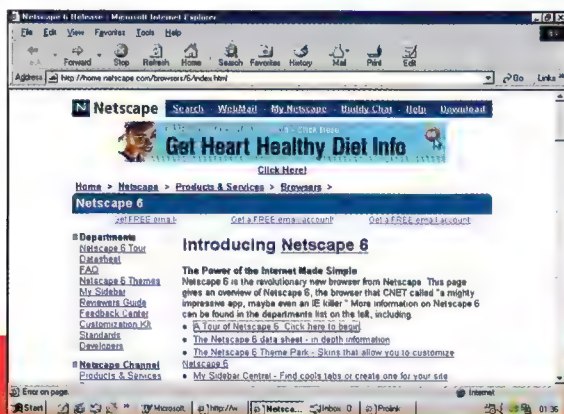 Netscape 6 Release - Microsoft Internet Explorer
File Edit View Favorites Tools Help
Forward Stop Refresh Home Search Favorites History Mail Print Edit
Address http://home.netscape.com/browsers/6/index.html Go Links »
N Netscape Search - WebMail - My Netscape - Buddy Chat - Help - Download
Get Heart Healthy Diet Info
Click Here!
Home > Netscape > Products & Services > Browsers >
Netscape 6
Get a FREE email account
Departments
Netscape 6 Tour
Datasheet
FAQ
Netscape 6 Themes
My Sidebar
Reviewers Guide
Feedback Center
Customization Kit
Standards
Developers
Netscape Channel
Products & Services
Introducing Netscape 6
The Power of the Internet Made Simple
Netscape 6 is the revolutionary new browser from Netscape. This page
gives an overview of Netscape 6, the browser that CNET called "a mighty
impressive app, maybe even an IE killer." More information on Netscape 6
can be found in the departments list on the left, including
A Tour of Netscape 6. Click here to begin.
The Netscape 6 data sheet - in depth information
The Netscape 6 Theme Park - Skins that allow you to customize
Netscape 6
My Sidebar Central - Find cools tabs or create one for your site
Error on page. Internet
Start » Microsoft. http://w Netsca... Inbox 0 Prolink 01:36